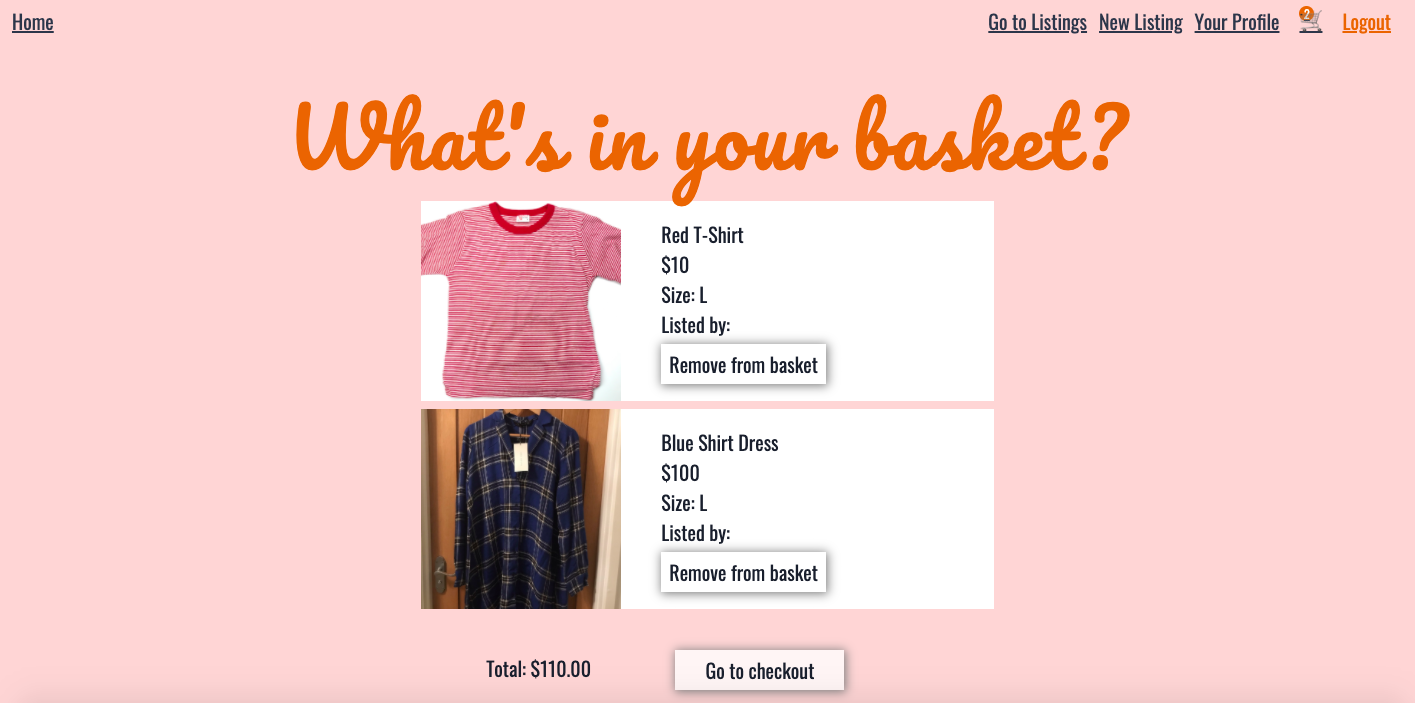 Home
Go to Listings New Listing Your Profile 2 Logout
What's in your basket?
Red T-Shirt
$10
Size: L
Listed by:
Remove from basket
Blue Shirt Dress
$100
Size: L
Listed by:
Remove from basket
Total: $110.00
Go to checkout